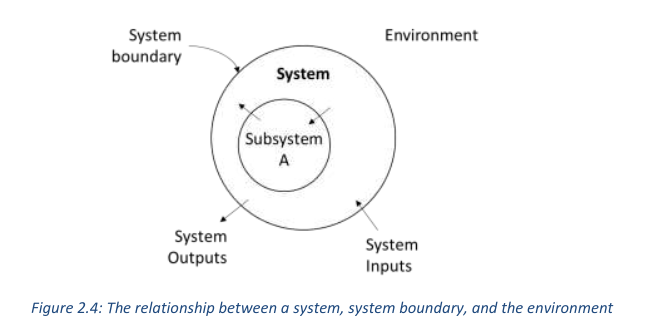 System
boundary
Environment
System
Subsystem
A
System
Outputs
System
Inputs
Figure 2.4: The relationship between a system, system boundary, and the environment